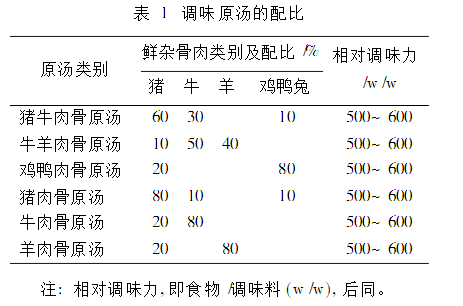 表 1 调味原汤的配比
原汤类别 鲜杂骨肉类别及配比 /% 相对调味力
猪 牛 羊 鸡鸭兔 /w /w
猪牛肉骨原汤 60 30 10 500~ 600
牛羊肉骨原汤 10 50 40 500~ 600
鸡鸭肉骨原汤 20 80 500~ 600
猪肉骨原汤 80 10 10 500~ 600
牛肉骨原汤 20 80 500~ 600
羊肉骨原汤 20 80 500~ 600
注: 相对调味力, 即食物 /调味料 (w /w), 后同。